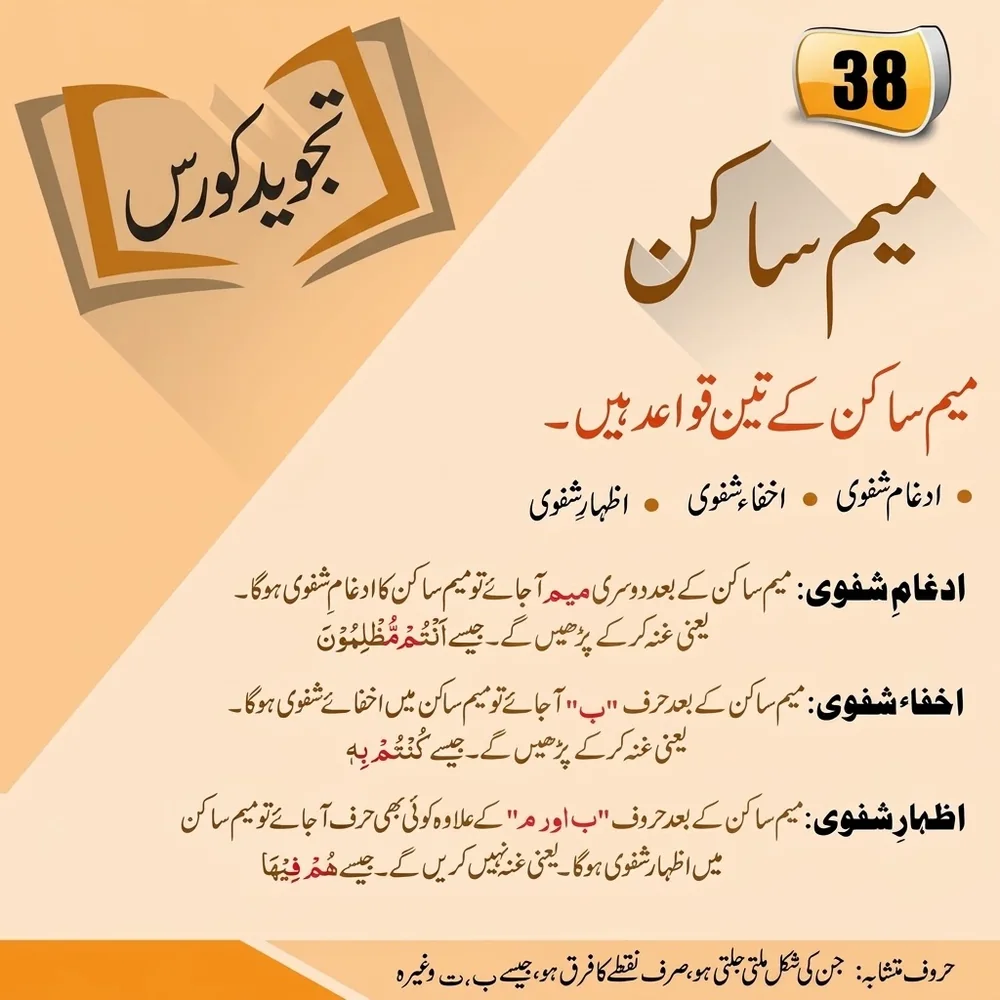 38
تجوید کورس
میم ساکن
میم ساکن کے تین قواعد ہیں۔
• ادغام شفوی • اخفاء شفوی • اظہارِ شفوی
ادغامِ شفوی: میم ساکن کے بعد دوسری میم آجائے تو میم ساکن کا ادغامِ شفوی ہوگا۔
یعنی غنہ کر کے پڑھیں گے۔ جیسے اَنْتُمْ مُّظْلِمُوْنَ
اخفاء شفوی: میم ساکن کے بعد حرف "ب" آجائے تو میم ساکن میں اخفائے شفوی ہوگا۔
یعنی غنہ کر کے پڑھیں گے۔ جیسے كُنْتُمْ بِهٖ
اظہارِ شفوی: میم ساکن کے بعد حروف "ب اور م" کے علاوہ کوئی بھی حرف آجائے تو میم ساکن
میں اظہار شفوی ہوگا۔ یعنی غنہ نہیں کریں گے۔ جیسے هُمْ فِيْهَا
حروف متشابہ: جن کی شکل ملتی جلتی ہو، صرف نقطے کا فرق ہو، جیسے ب، ت وغیرہ